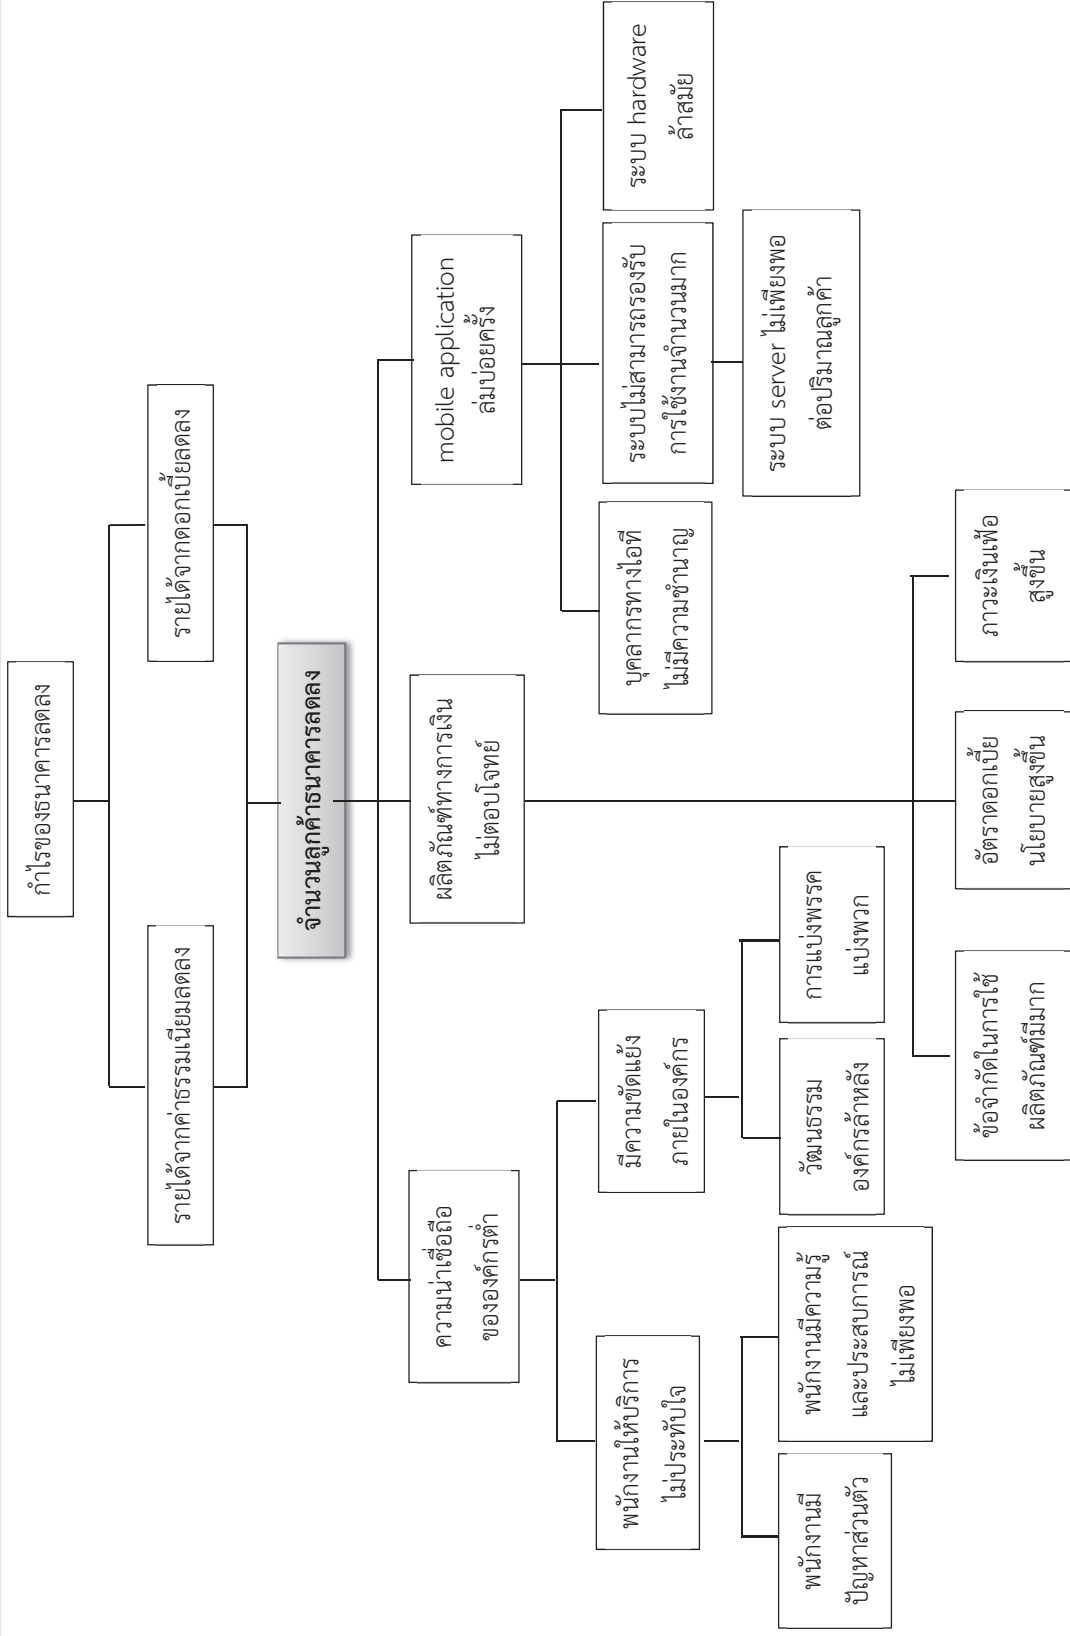 กำไรของธนาคารลดลง
รายได้จากค่าธรรมเนียมลดลง
รายได้จากดอกเบี้ยลดลง
จำนวนลูกค้าธนาคารลดลง
ความน่าเชื่อถือ
ขององค์กรต่ำ
ผลิตภัณฑ์ทางการเงิน
ไม่ตอบโจทย์
mobile application
ล่มบ่อยครั้ง
พนักงานให้บริการ
ไม่ประทับใจ
มีความขัดแย้ง
ภายในองค์กร
บุคลากรทางไอที
ไม่มีความชำนาญ
ระบบไม่สามารถรองรับ
การใช้งานจำนวนมาก
ระบบ hardware
ล้าสมัย
พนักงานมี
ปัญหาส่วนตัว
พนักงานมีความรู้
และประสบการณ์
ไม่เพียงพอ
วัฒนธรรม
องค์กรล้าหลัง
การแบ่งพรรค
แบ่งพวก
ระบบ server ไม่เพียงพอ
ต่อปริมาณลูกค้า
ข้อจำกัดในการใช้
ผลิตภัณฑ์มีมาก
อัตราดอกเบี้ย
นโยบายสูงขึ้น
ภาวะเงินเฟ้อ
สูงขึ้น